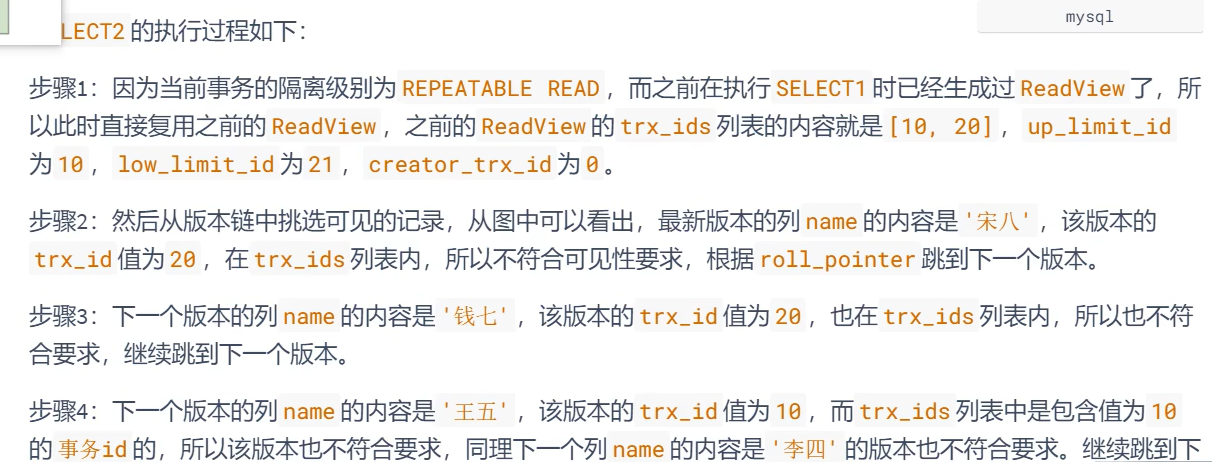 mysql
LECT2 的执行过程如下：
步骤1：因为当前事务的隔离级别为 REPEATABLE READ ，而之前在执行 SELECT1 时已经生成过 ReadView 了，所
以此时直接复用之前的 ReadView ，之前的 ReadView 的 trx_ids 列表的内容就是 [10, 20] ， up_limit_id
为 10 ， low_limit_id 为 21 ， creator_trx_id 为 0 。
步骤2：然后从版本链中挑选可见的记录，从图中可以看出，最新版本的列 name 的内容是 '宋八' ，该版本的
trx_id 值为 20 ，在 trx_ids 列表内，所以不符合可见性要求，根据 roll_pointer 跳到下一个版本。
步骤3：下一个版本的列 name 的内容是 '钱七' ，该版本的 trx_id 值为 20 ，也在 trx_ids 列表内，所以也不符
合要求，继续跳到下一个版本。
步骤4：下一个版本的列 name 的内容是 '王五' ，该版本的 trx_id 值为 10 ，而 trx_ids 列表中是包含值为 10
的 事务id 的，所以该版本也不符合要求，同理下一个列 name 的内容是 '李四' 的版本也不符合要求。继续跳到下